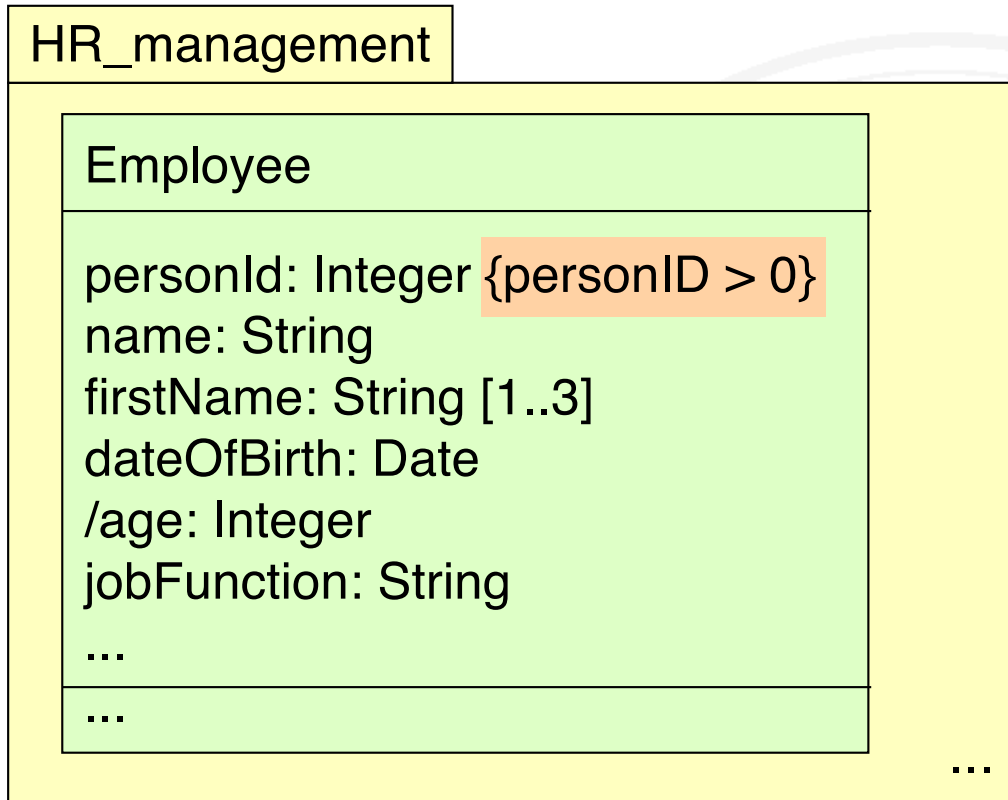 HR_management
Employee
personId: Integer {personID > 0}
name: String
firstName: String [1..3]
dateOfBirth: Date
/age: Integer
jobFunction: String
...
...
...